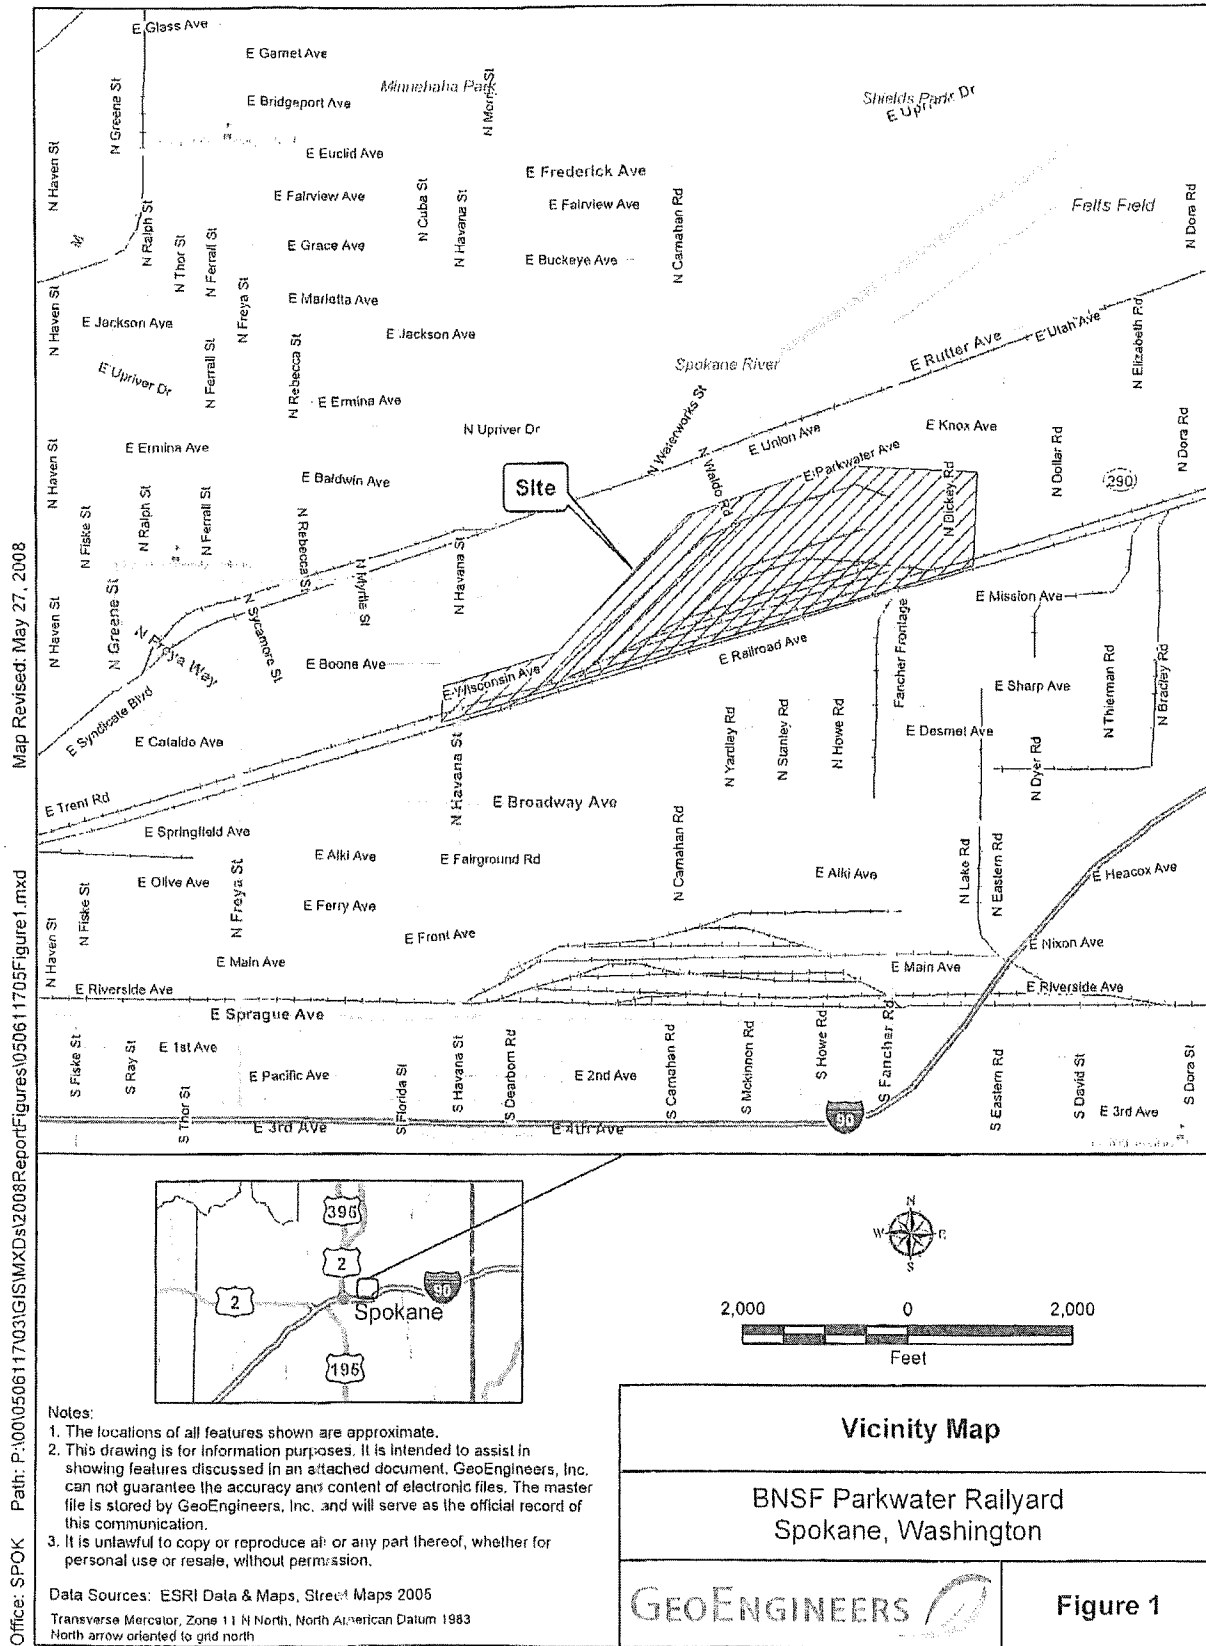 E Glass Ave
E Garnet Ave
Minnehaha Park
N Morris St
Shields Park
E Upriver Dr
N Greene St
E Bridgeport Ave
N Haven St
E Euclid Ave
E Frederick Ave
E Fairview Ave
N Cuba St
N Havana St
E Fairview Ave
N Carnahan Rd
Felts Field
N Dora Rd
N Ralph St
N Thor St
N Ferrall St
E Grace Ave
E Buckeye Ave
N Freya St
E Marietta Ave
N Haven St
E Jackson Ave
E Jackson Ave
E Utah Ave
N Elizabeth Rd
E Rutter Ave
Spokane River
E Upriver Dr
N Ferrall St
N Rebecca St
E Ermina Ave
N Waterworks St
N Upriver Dr
E Union Ave
E Knox Ave
N Dora Rd
E Ermina Ave
N Haven St
E Baldwin Ave
Site
N Waldo Rd
E Parkwater Ave
N Dickey Rd
N Dollar Rd
290
N Fiske St
N Ralph St
N Ferrall St
N Rebecca St
N Myrtle St
N Havana St
N Haven St
N Greene St
N Freya Way
N Sycamore St
E Mission Ave
E Boone Ave
E Railroad Ave
Fancher Frontage
E Wisconsin Ave
E Sharp Ave
N Thierman Rd
N Bradley Rd
E Syndicate Blvd
E Cataldo Ave
N Havana St
N Yardley Rd
N Stanley Rd
N Howe Rd
E Desmet Ave
N Dyer Rd
E Trent Rd
E Broadway Ave
E Springfield Ave
E Alki Ave
E Fairground Rd
N Carnahan Rd
E Alki Ave
N Lake Rd
N Eastern Rd
E Heacox Ave
E Olive Ave
N Fiske St
N Freya St
E Ferry Ave
N Haven St
E Front Ave
E Nixon Ave
E Main Ave
E Main Ave
E Riverside Ave
E Riverside Ave
E Sprague Ave
S Fiske St
S Ray St
E 1st Ave
S Thor St
E Pacific Ave
S Florida St
S Havana St
S Dearborn Rd
E 2nd Ave
S Carnahan Rd
S Mckinnon Rd
S Howe Rd
S Fancher Rd
S Eastern Rd
S David St
E 3rd Ave
S Dora St
E 3rd Ave
E 4th Ave
90
395
2
2
90
Spokane
195
N
W
E
S
2,000 0 2,000
Feet
Notes:
1. The locations of all features shown are approximate.
2. This drawing is for information purposes. It is intended to assist in
showing features discussed in an attached document. GeoEngineers, Inc.
can not guarantee the accuracy and content of electronic files. The master
file is stored by GeoEngineers, Inc. and will serve as the official record of
this communication.
3. It is unlawful to copy or reproduce all or any part thereof, whether for
personal use or resale, without permission.
Data Sources: ESRI Data & Maps, Street Maps 2005
Transverse Mercator, Zone 11 N North, North American Datum 1983
North arrow oriented to grid north
Vicinity Map
BNSF Parkwater Railyard
Spokane, Washington
GEOENGINEERS
Figure 1
Office: SPOK Path: P:\00\0506117\03\GIS\MXDs\2008ReportFigures\050611705Figure1.mxd Map Revised: May 27, 2008